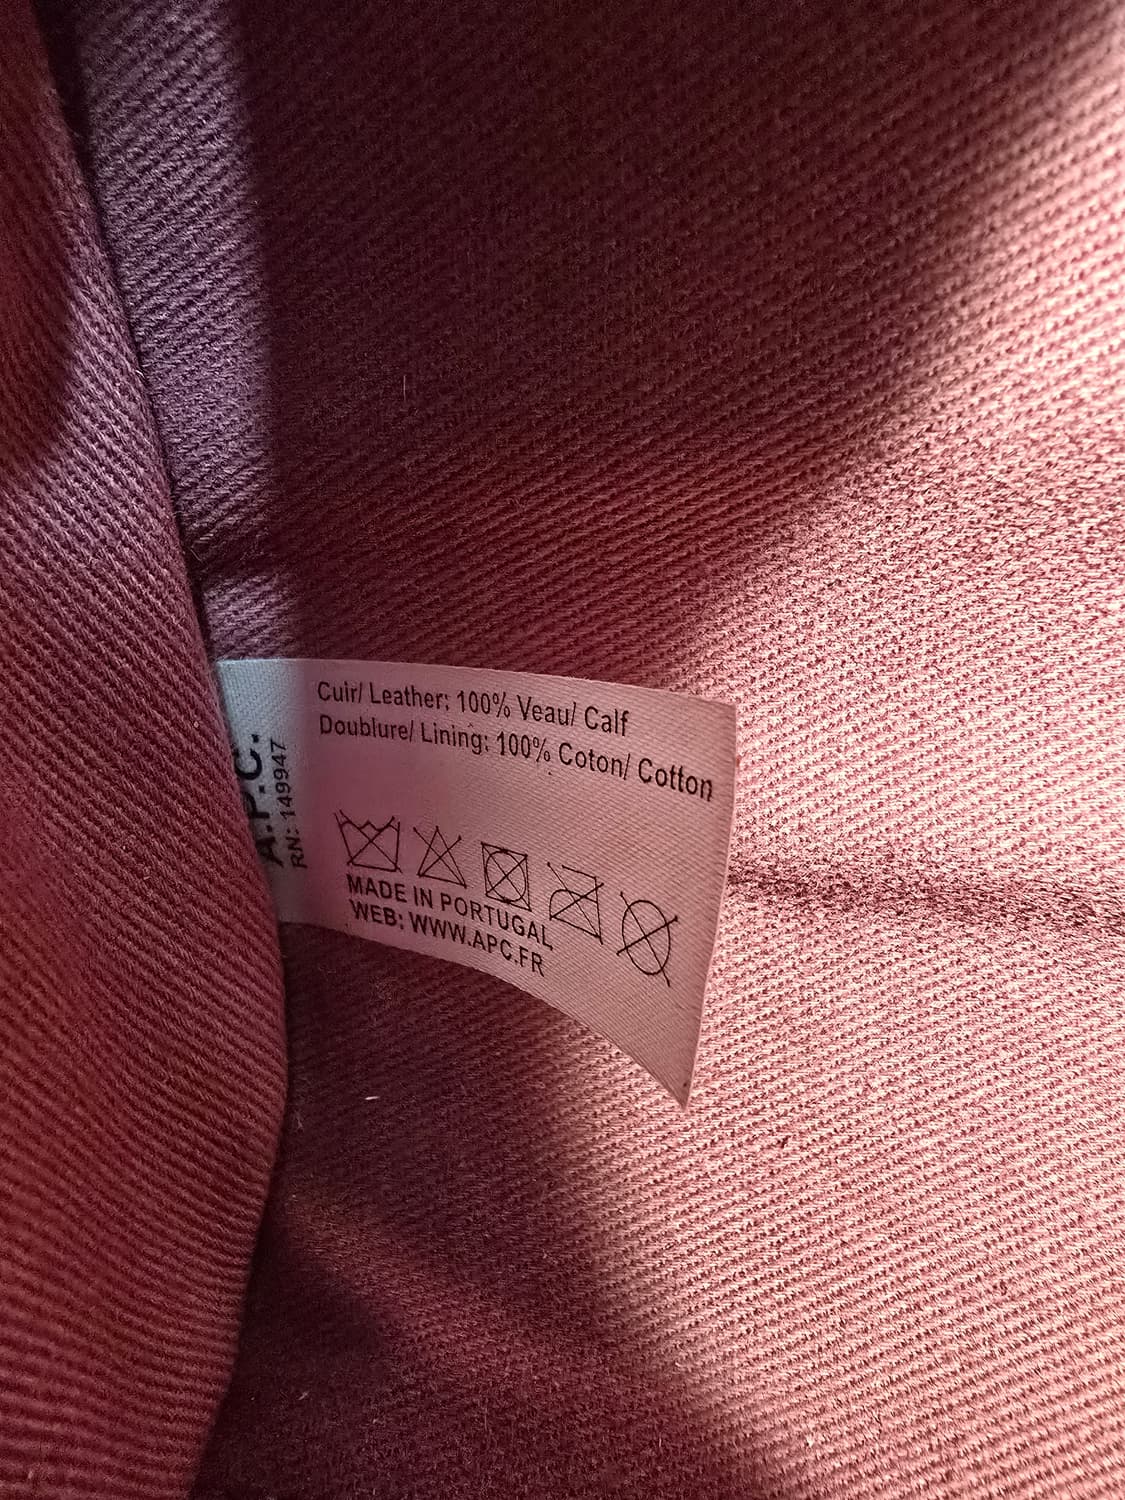 Cuir/ Leather: 100% Veau/ Calf
Doublure/ Lining: 100% Coton/ Cotton
A.P.C.
RN: 149947
MADE IN PORTUGAL
WEB: WWW.APC.FR